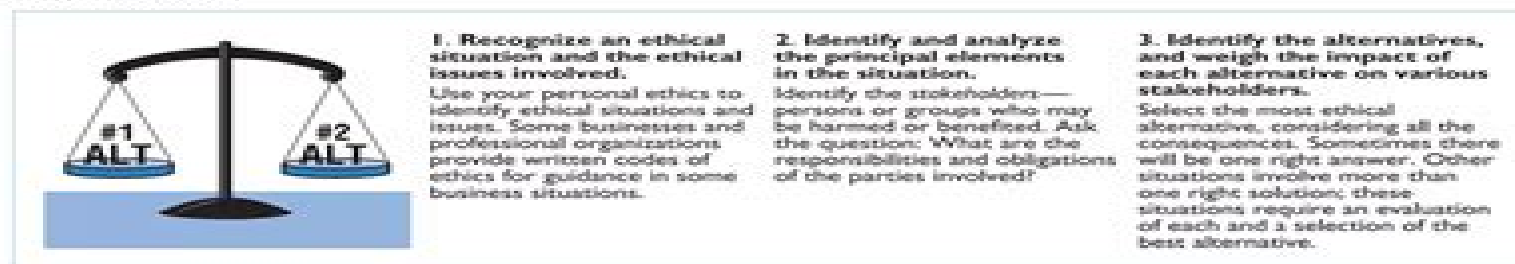 #1
ALT
#2
ALT
1. Recognize an ethical
situation and the ethical
issues involved.
Use your personal ethics to
identify ethical situations and
issues. Some businesses and
professional organizations
provide written codes of
ethics for guidance in some
business situations.
2. Identify and analyze
the principal elements
in the situation.
Identify the stakeholders—
persons or groups who may
be harmed or benefited. Ask
the question: What are the
responsibilities and obligations
of the parties involved?
3. Identify the alternatives,
and weigh the impact of
each alternative on various
stakeholders.
Select the most ethical
alternative, considering all the
consequences. Sometimes there
will be one right answer. Other
situations involve more than
one right solution; these
situations require an evaluation
of each and a selection of the
best alternative.